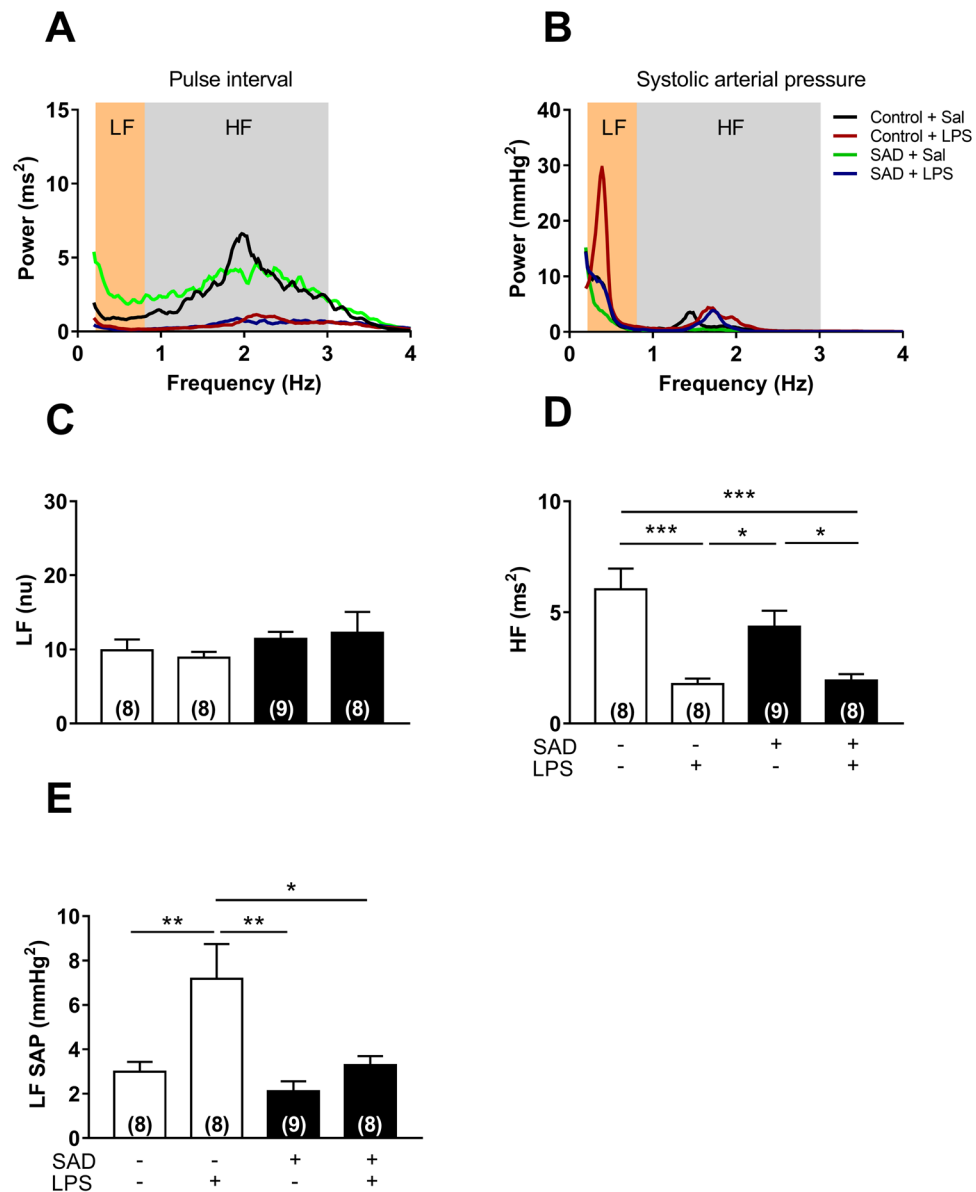 A
Pulse interval
15
10
5
0
Power (ms2)
LF
HF
0 1 2 3 4
Frequency (Hz)
B
Systolic arterial pressure
40
30
20
10
0
Power (mmHg2)
LF
HF
Control + Sal
Control + LPS
SAD + Sal
SAD + LPS
0 1 2 3 4
Frequency (Hz)
C
30
20
10
0
LF (nu)
(8) (8) (9) (8)
D
10
5
0
HF (ms2)
***
*** * *
(8) (8) (9) (8)
SAD - - + +
LPS - + - +
E
10
8
6
4
2
0
LF SAP (mmHg2)
*
** **
(8) (8) (9) (8)
SAD - - + +
LPS - + - +